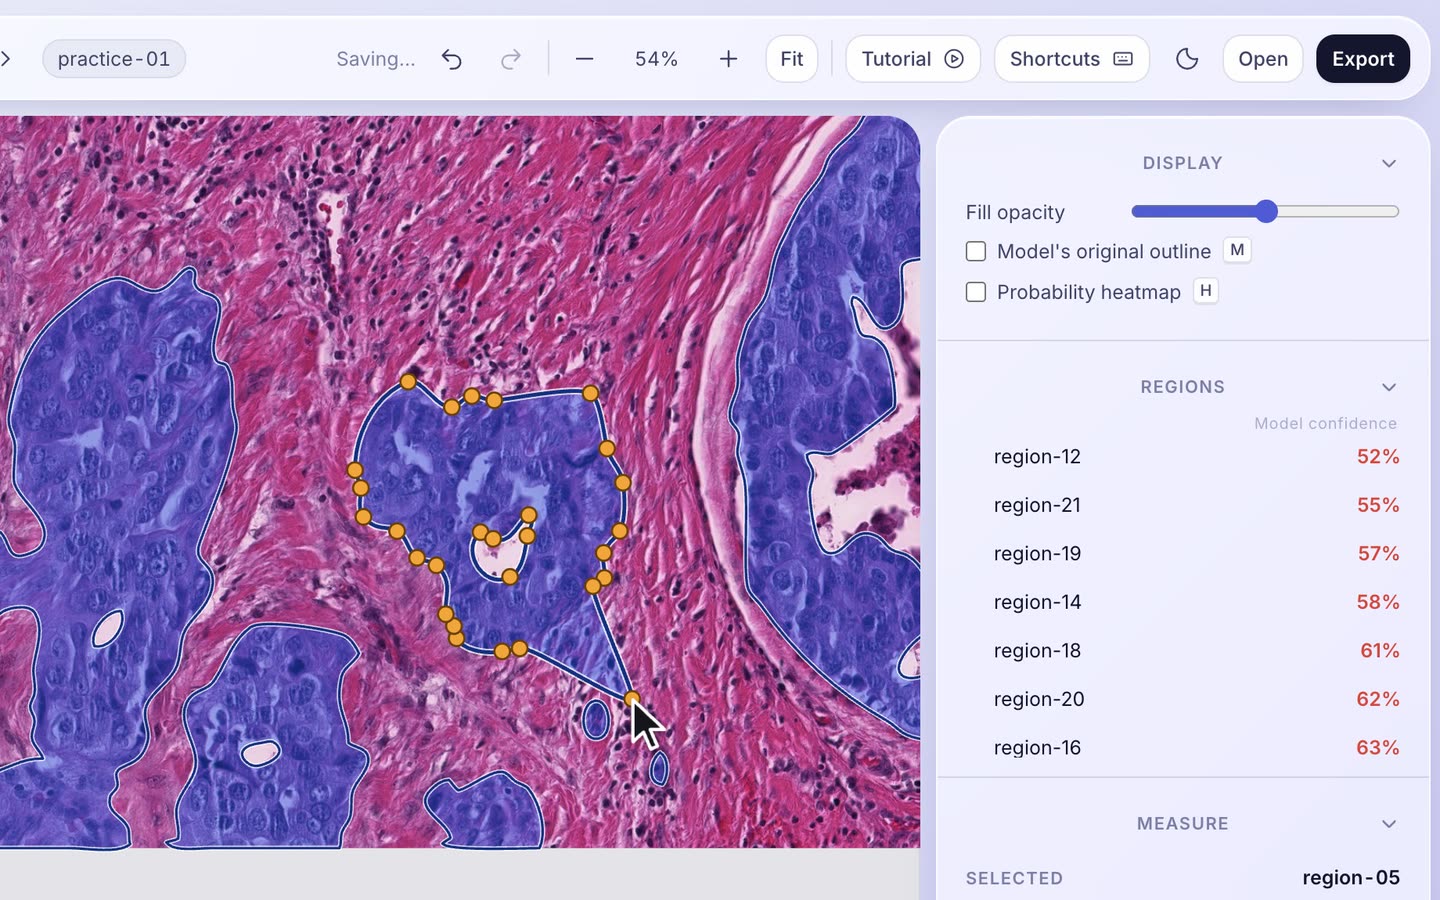 practice-01 Saving... 54% Fit Tutorial Shortcuts Open Export
DISPLAY
Fill opacity
Model's original outline M
Probability heatmap H
REGIONS
Model confidence
region-12 52%
region-21 55%
region-19 57%
region-14 58%
region-18 61%
region-20 62%
region-16 63%
MEASURE
SELECTED region-05